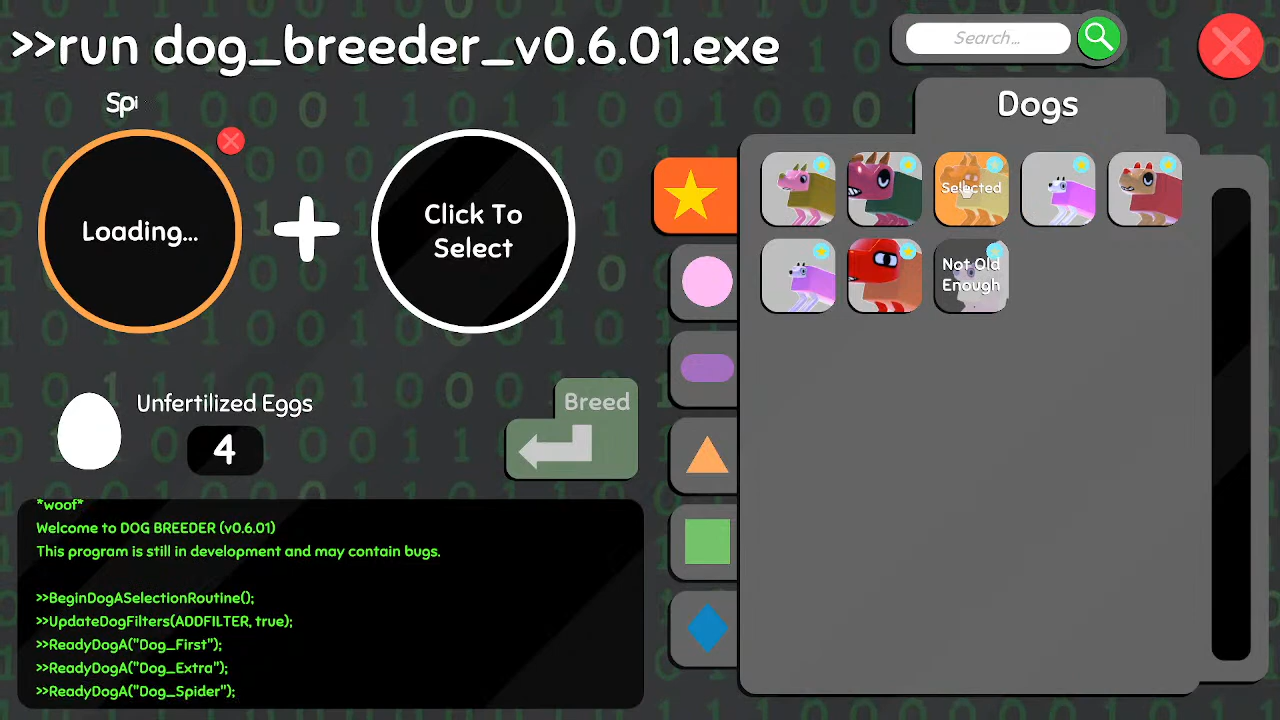 >>run dog_breeder_v0.6.01.exe
Search...
Spi
Dogs
Loading...
Click To
Select
Selected
Not Old
Enough
Unfertilized Eggs
4
Breed
*woof*
Welcome to DOG BREEDER (v0.6.01)
This program is still in development and may contain bugs.
>>BeginDogASelectionRoutine();
>>UpdateDogFilters(ADDFILTER, true);
>>ReadyDogA("Dog_First");
>>ReadyDogA("Dog_Extra");
>>ReadyDogA("Dog_Spider");